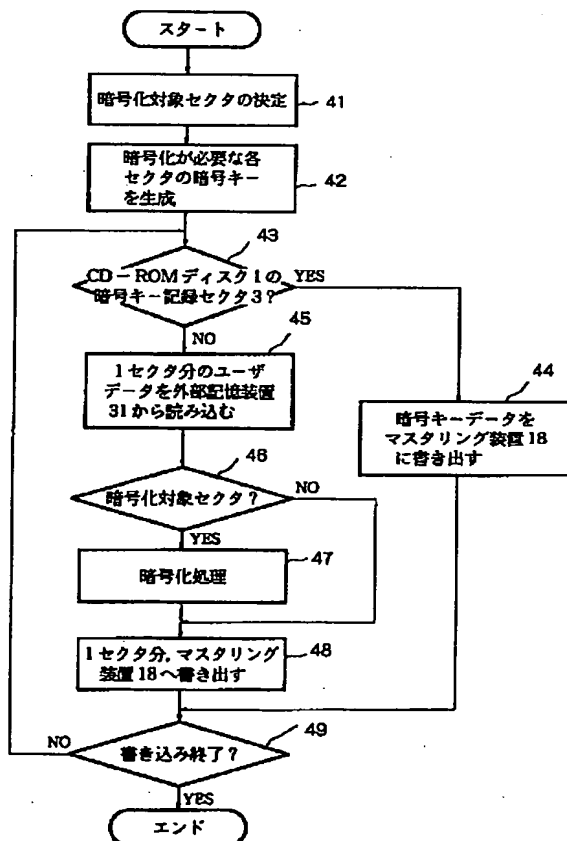 スタート
暗号化対象セクタの決定
41
暗号化が必要な各
セクタの暗号キー
を生成
42
43
CD-ROMディスク1の
暗号キー記録セクタ3?
YES
NO
45
1セクタ分のユーザ
データを外部記憶装置
31から読み込む
44
暗号キーデータを
マスタリング装置18
に書き出す
46
暗号化対象セクタ?
NO
YES
暗号化処理
47
1セクタ分,マスタリング
装置18へ書き出す
48
49
書き込み終了?
NO
YES
エンド